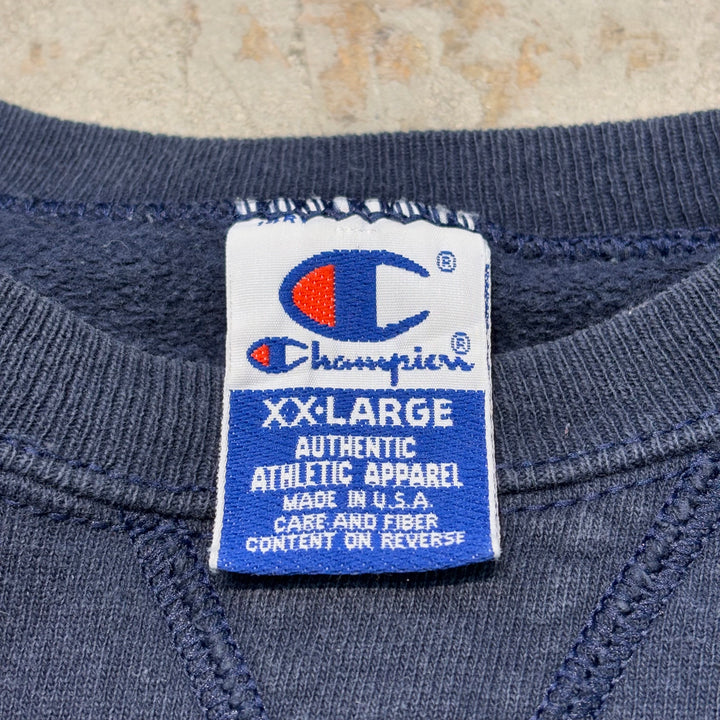 ®
Champion®
XX-LARGE
AUTHENTIC
ATHLETIC APPAREL
MADE IN U.S.A.
CARE AND FIBER
CONTENT ON REVERSE